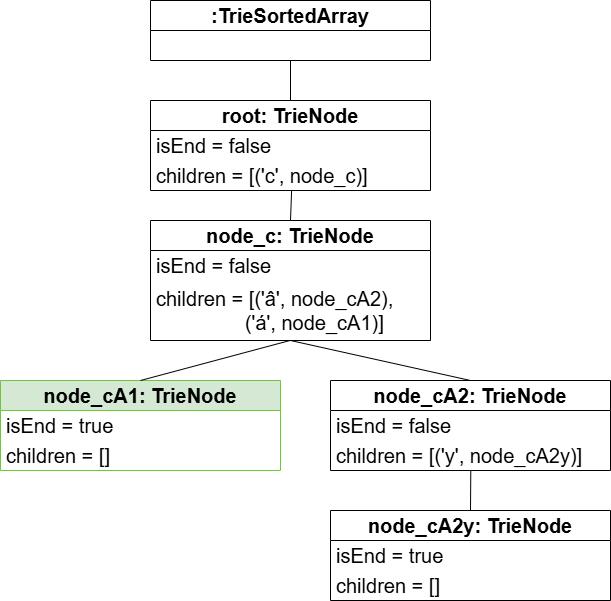 :TrieSortedArray
root: TrieNode
isEnd = false
children = [('c', node_c)]
node_c: TrieNode
isEnd = false
children = [('â', node_cA2),
('á', node_cA1)]
node_cA1: TrieNode
isEnd = true
children = []
node_cA2: TrieNode
isEnd = false
children = [('y', node_cA2y)]
node_cA2y: TrieNode
isEnd = true
children = []